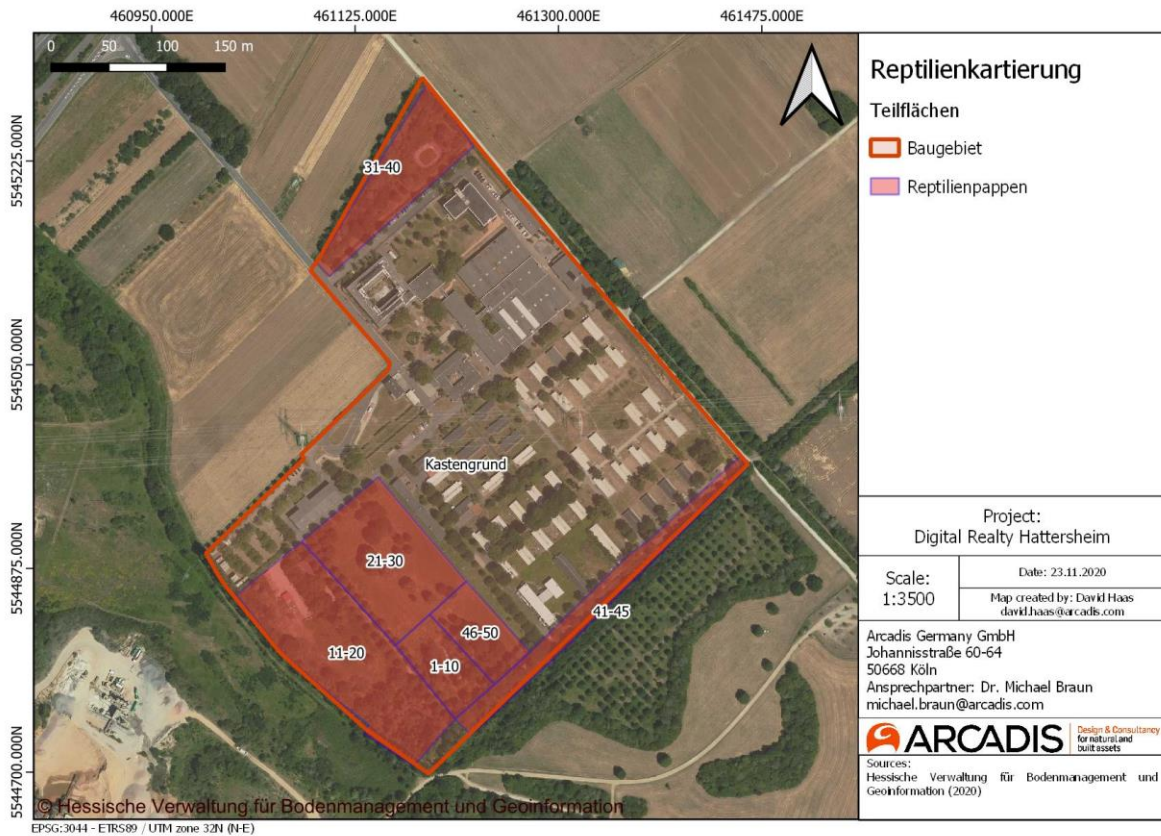 460950.000E
461125.000E
461300.000E
461475.000E
0 50 100 150 m
5545225.000N
5545050.000N
5544875.000N
5544700.000N
31-40
Kastengrund
21-30
46-50
41-45
11-20
1-10
© Hessische Verwaltung für Bodenmanagement und Geoinformation
EPSG:3044 - ETRS89 / UTM zone 32N (N-E)
Reptilienkartierung
Teilflächen
Baugebiet
Reptilienpappen
Project:
Digital Realty Hattersheim
Scale:
1:3500
Date: 23.11.2020
Map created by: David Haas
david.haas@arcadis.com
Arcadis Germany GmbH
Johannisstraße 60-64
50668 Köln
Ansprechpartner: Dr. Michael Braun
michael.braun@arcadis.com
ARCADIS
Design & Consultancy
for natural and
built assets
Sources:
Hessische Verwaltung für Bodenmanagement und
Geoinformation (2020)